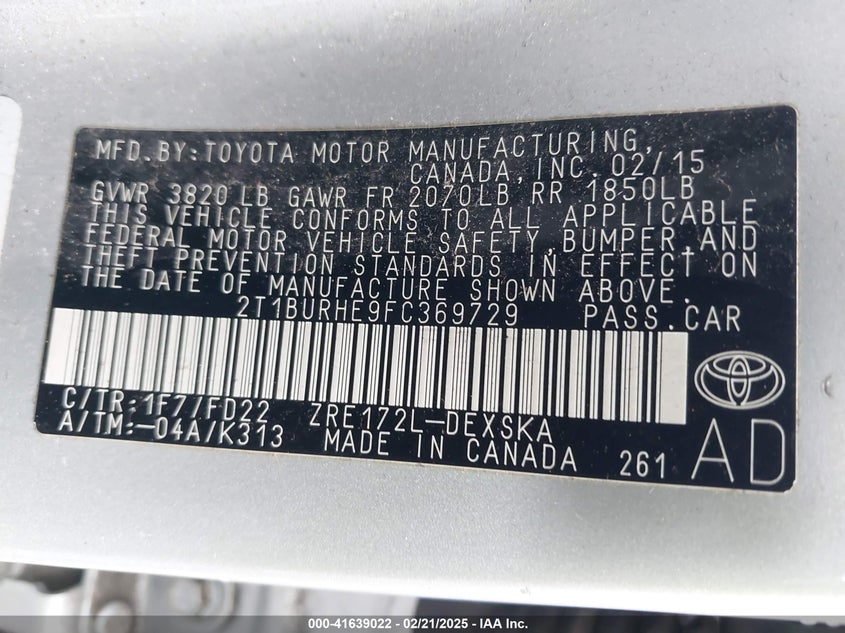 MFD.BY:TOYOTA MOTOR MANUFACTURING,
CANADA,INC.02/15
GVWR 3820 LB GAWR FR 2070LB RR 1850LB
THIS VEHICLE CONFORMS TO ALL APPLICABLE
FEDERAL MOTOR VEHICLE SAFETY,BUMPER,AND
THEFT PREVENTION STANDARDS IN EFFECT ON
THE DATE OF MANUFACTURE SHOWN ABOVE.
2T1BURHE9FC369729 PASS.CAR
C/TR:1F7/FD22 ZRE172L-DEXSKA
A/TM:-04A/K313 MADE IN CANADA 261 AD
000-41639022 - 02/21/2025 - IAA Inc.